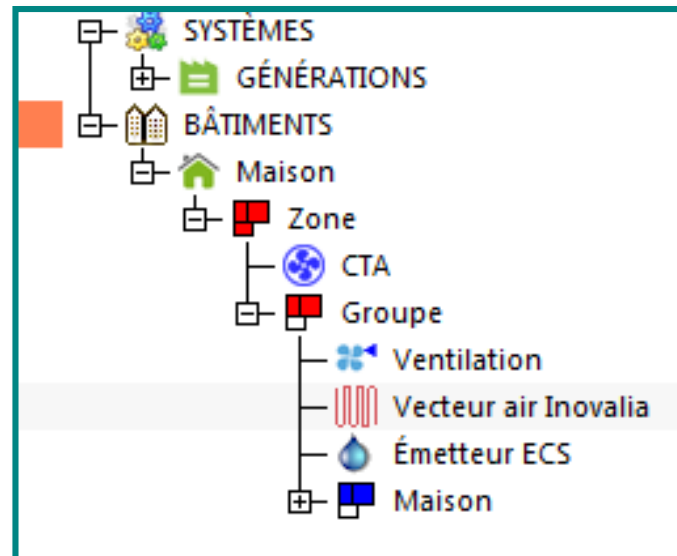 SYSTÈMES
GÉNÉRATIONS
BÂTIMENTS
Maison
Zone
CTA
Groupe
Ventilation
Vecteur air Inovalia
Émetteur ECS
Maison